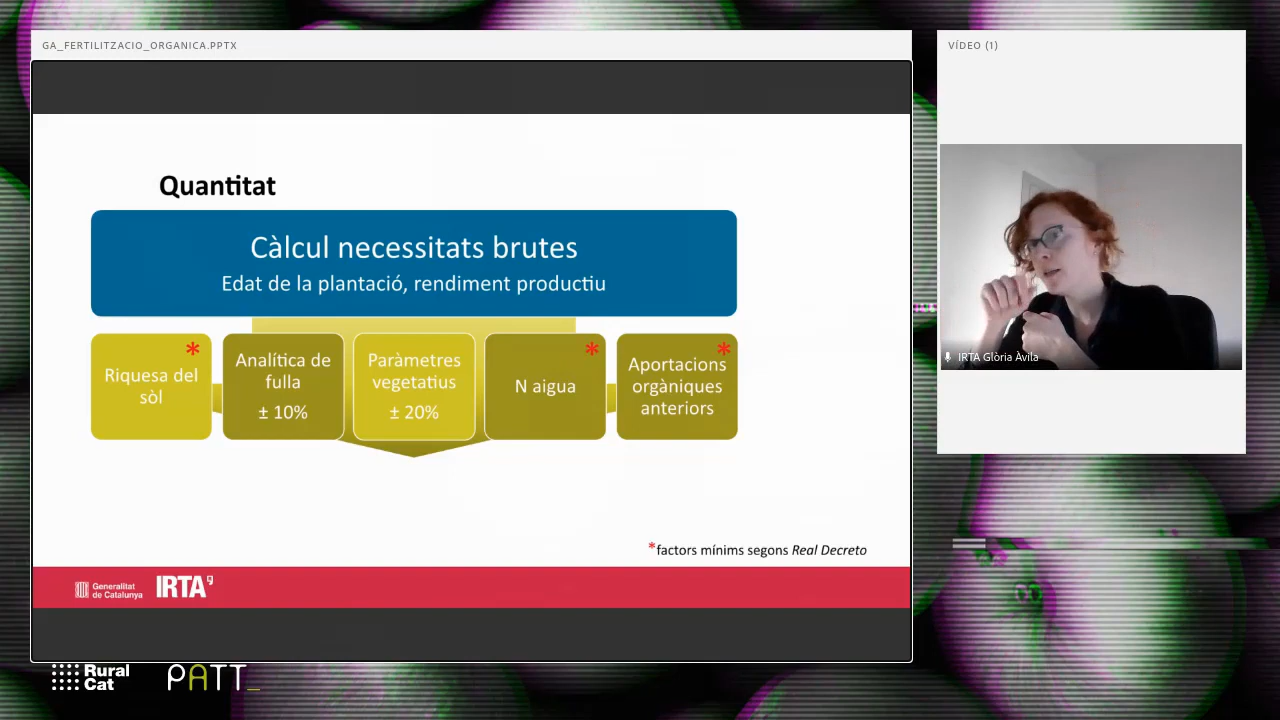 GA_FERTILITZACIO_ORGANICA.PPTX
VÍDEO (1)
Quantitat
Càlcul necessitats brutes
Edat de la plantació, rendiment productiu
*
Riquesa del
sòl
Analítica de
fulla
± 10%
Paràmetres
vegetatius
± 20%
*
N aigua
*
Aportacions
orgàniques
anteriors
*factors mínims segons Real Decreto
Generalitat
de Catalunya
IRTA
IRTA Glòria Àvila
Rural
Cat
PATT_